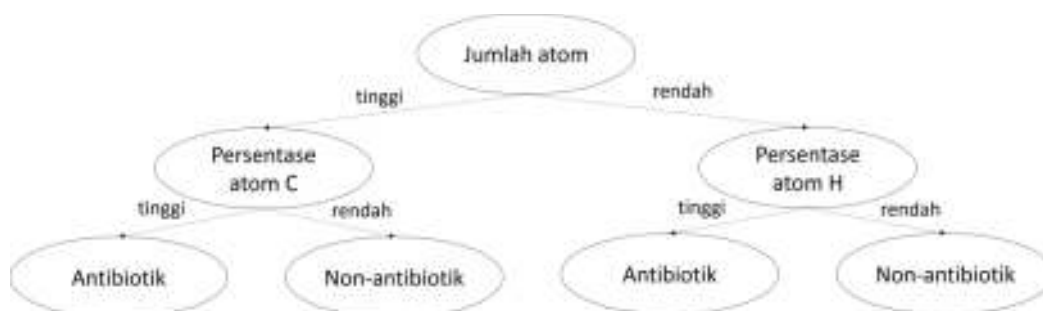 Jumlah atom
tinggi
rendah
Persentase
atom C
Persentase
atom H
tinggi
rendah
tinggi
rendah
Antibiotik
Non-antibiotik
Antibiotik
Non-antibiotik